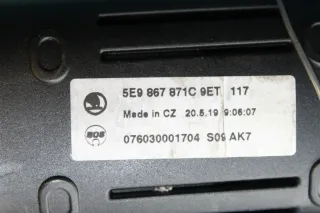 5E9 867 871C 9ET 117
Made in CZ 20.5.19 9:06:07
076030001704 S09 AK7